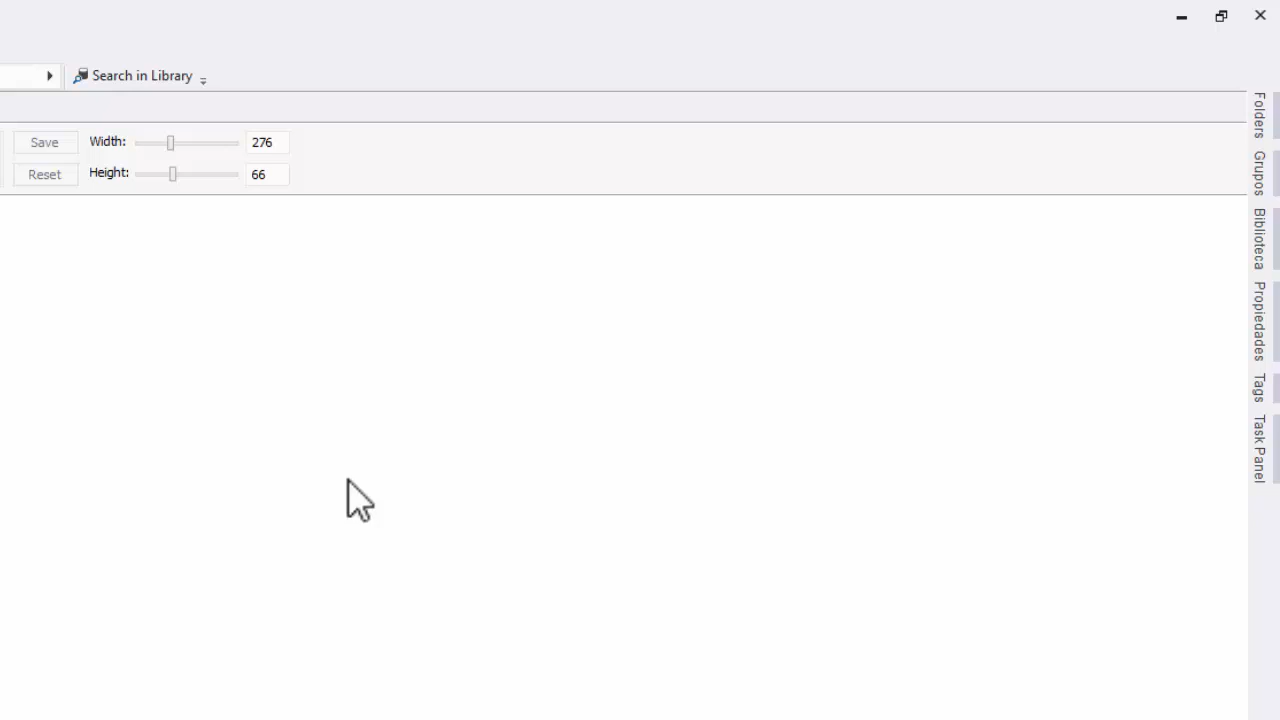 Search in Library
Save
Width:
276
Reset
Height:
66
Folders
Grupos
Biblioteca
Propiedades
Tags
Task Panel